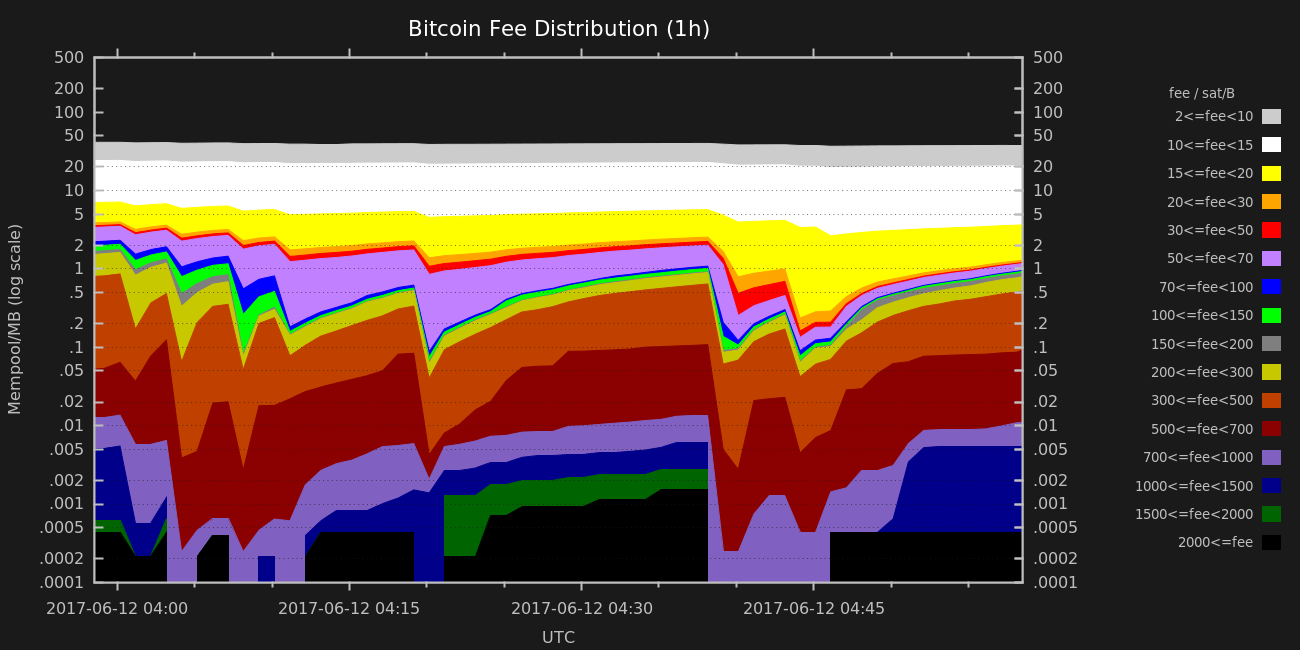 Bitcoin Fee Distribution (1h)
Mempool/MB (log scale)
500
200
100
50
20
10
5
2
1
.5
.2
.1
.05
.02
.01
.005
.002
.001
.0005
.0002
.0001
500
200
100
50
20
10
5
2
1
.5
.2
.1
.05
.02
.01
.005
.002
.001
.0005
.0002
.0001
2017-06-12 04:00
2017-06-12 04:15
2017-06-12 04:30
2017-06-12 04:45
UTC
fee / sat/B
2<=fee<10
10<=fee<15
15<=fee<20
20<=fee<30
30<=fee<50
50<=fee<70
70<=fee<100
100<=fee<150
150<=fee<200
200<=fee<300
300<=fee<500
500<=fee<700
700<=fee<1000
1000<=fee<1500
1500<=fee<2000
2000<=fee